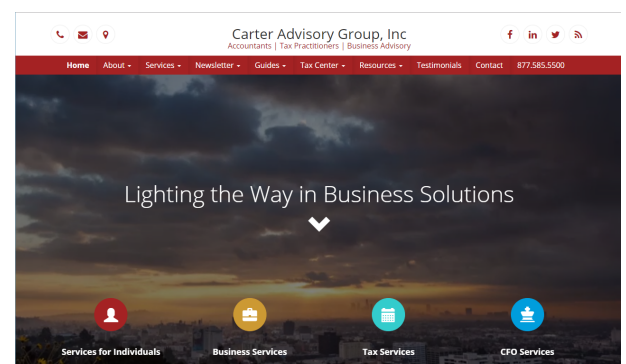 Carter Advisory Group, Inc
Accountants | Tax Practitioners | Business Advisory
Home About Services Newsletter Guides Tax Center Resources Testimonials Contact 877.585.5500
Lighting the Way in Business Solutions
Services for Individuals Business Services Tax Services CFO Services